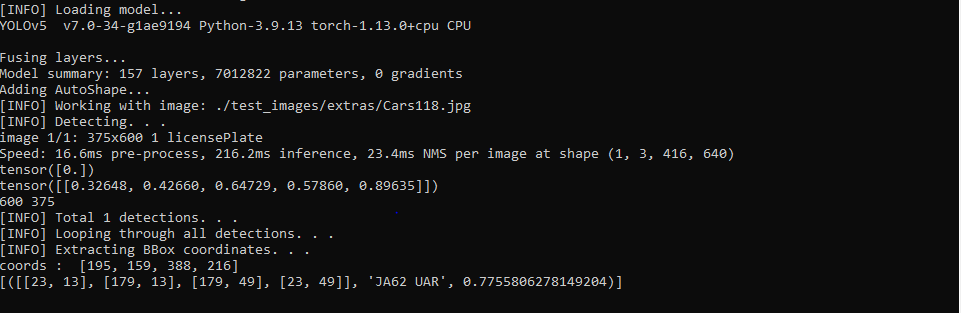 [INFO] Loading model...
YOLOv5  v7.0-34-g1ae9194 Python-3.9.13 torch-1.13.0+cpu CPU
Fusing layers...
Model summary: 157 layers, 7012822 parameters, 0 gradients
Adding AutoShape...
[INFO] Working with image: ./test_images/extras/Cars118.jpg
[INFO] Detecting. . .
image 1/1: 375x600 1 licensePlate
Speed: 16.6ms pre-process, 216.2ms inference, 23.4ms NMS per image at shape (1, 3, 416, 640)
tensor([0.])
tensor([[0.32648, 0.42660, 0.64729, 0.57860, 0.89635]])
600 375
[INFO] Total 1 detections. . .
[INFO] Looping through all detections. . .
[INFO] Extracting BBox coordinates. . .
coords :  [195, 159, 388, 216]
[([[23, 13], [179, 13], [179, 49], [23, 49]], 'JA62 UAR', 0.7755806278149204)]